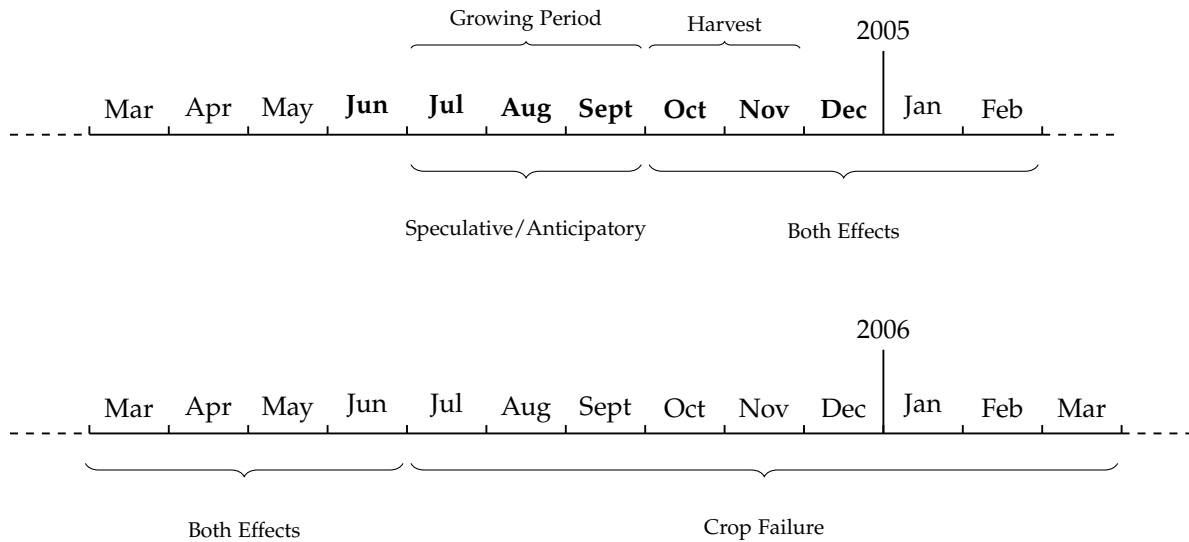 Growing Period Harvest 2005
Mar Apr May Jun Jul Aug Sept Oct Nov Dec Jan Feb
Speculative/Anticipatory Both Effects
2006
Mar Apr May Jun Jul Aug Sept Oct Nov Dec Jan Feb Mar
Both Effects Crop Failure